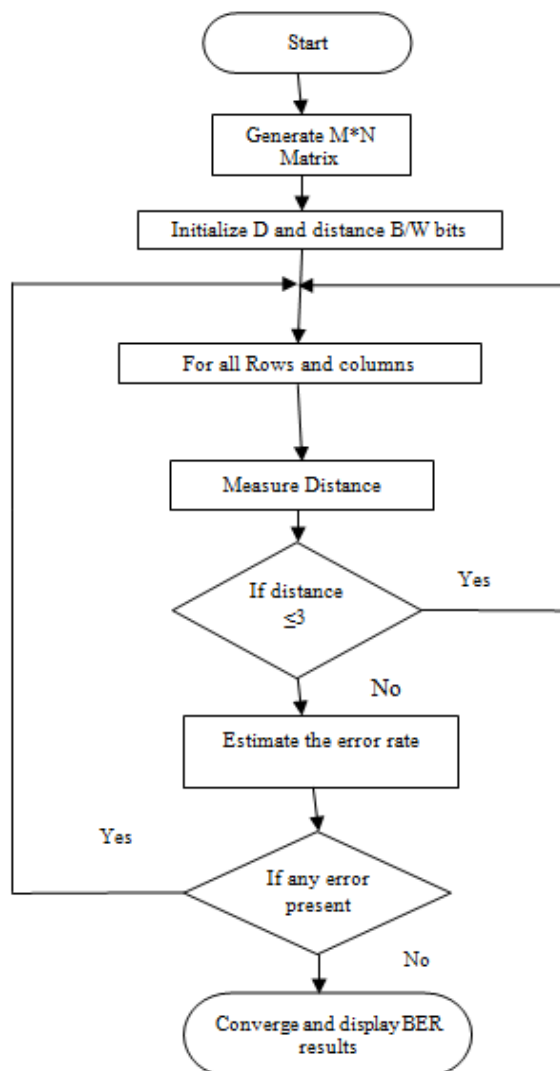 Start
Generate M*N
Matrix
Initialize D and distance B/W bits
For all Rows and columns
Measure Distance
If distance
≤3
Yes
No
Estimate the error rate
Yes
If any error
present
No
Converge and display BER
results